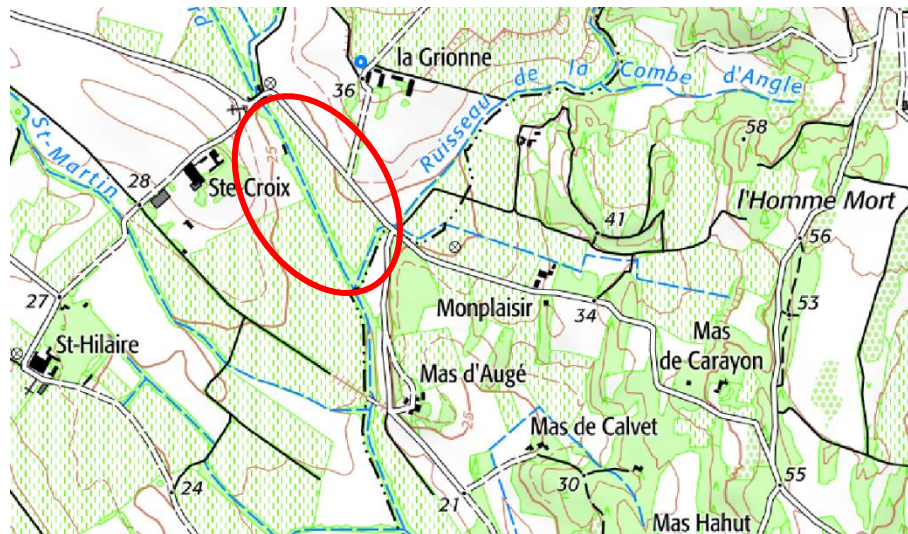 la Grionne
36
Ruisseau de la Combe d'Angle
St-Martin
58
25
Ste-Croix
28
l'Homme Mort
41
56
27
St-Hilaire
Monplaisir
34
53
Mas
de Carayon
Mas d'Augé
25
Mas de Calvet
24
21
30
55
Mas Hahut